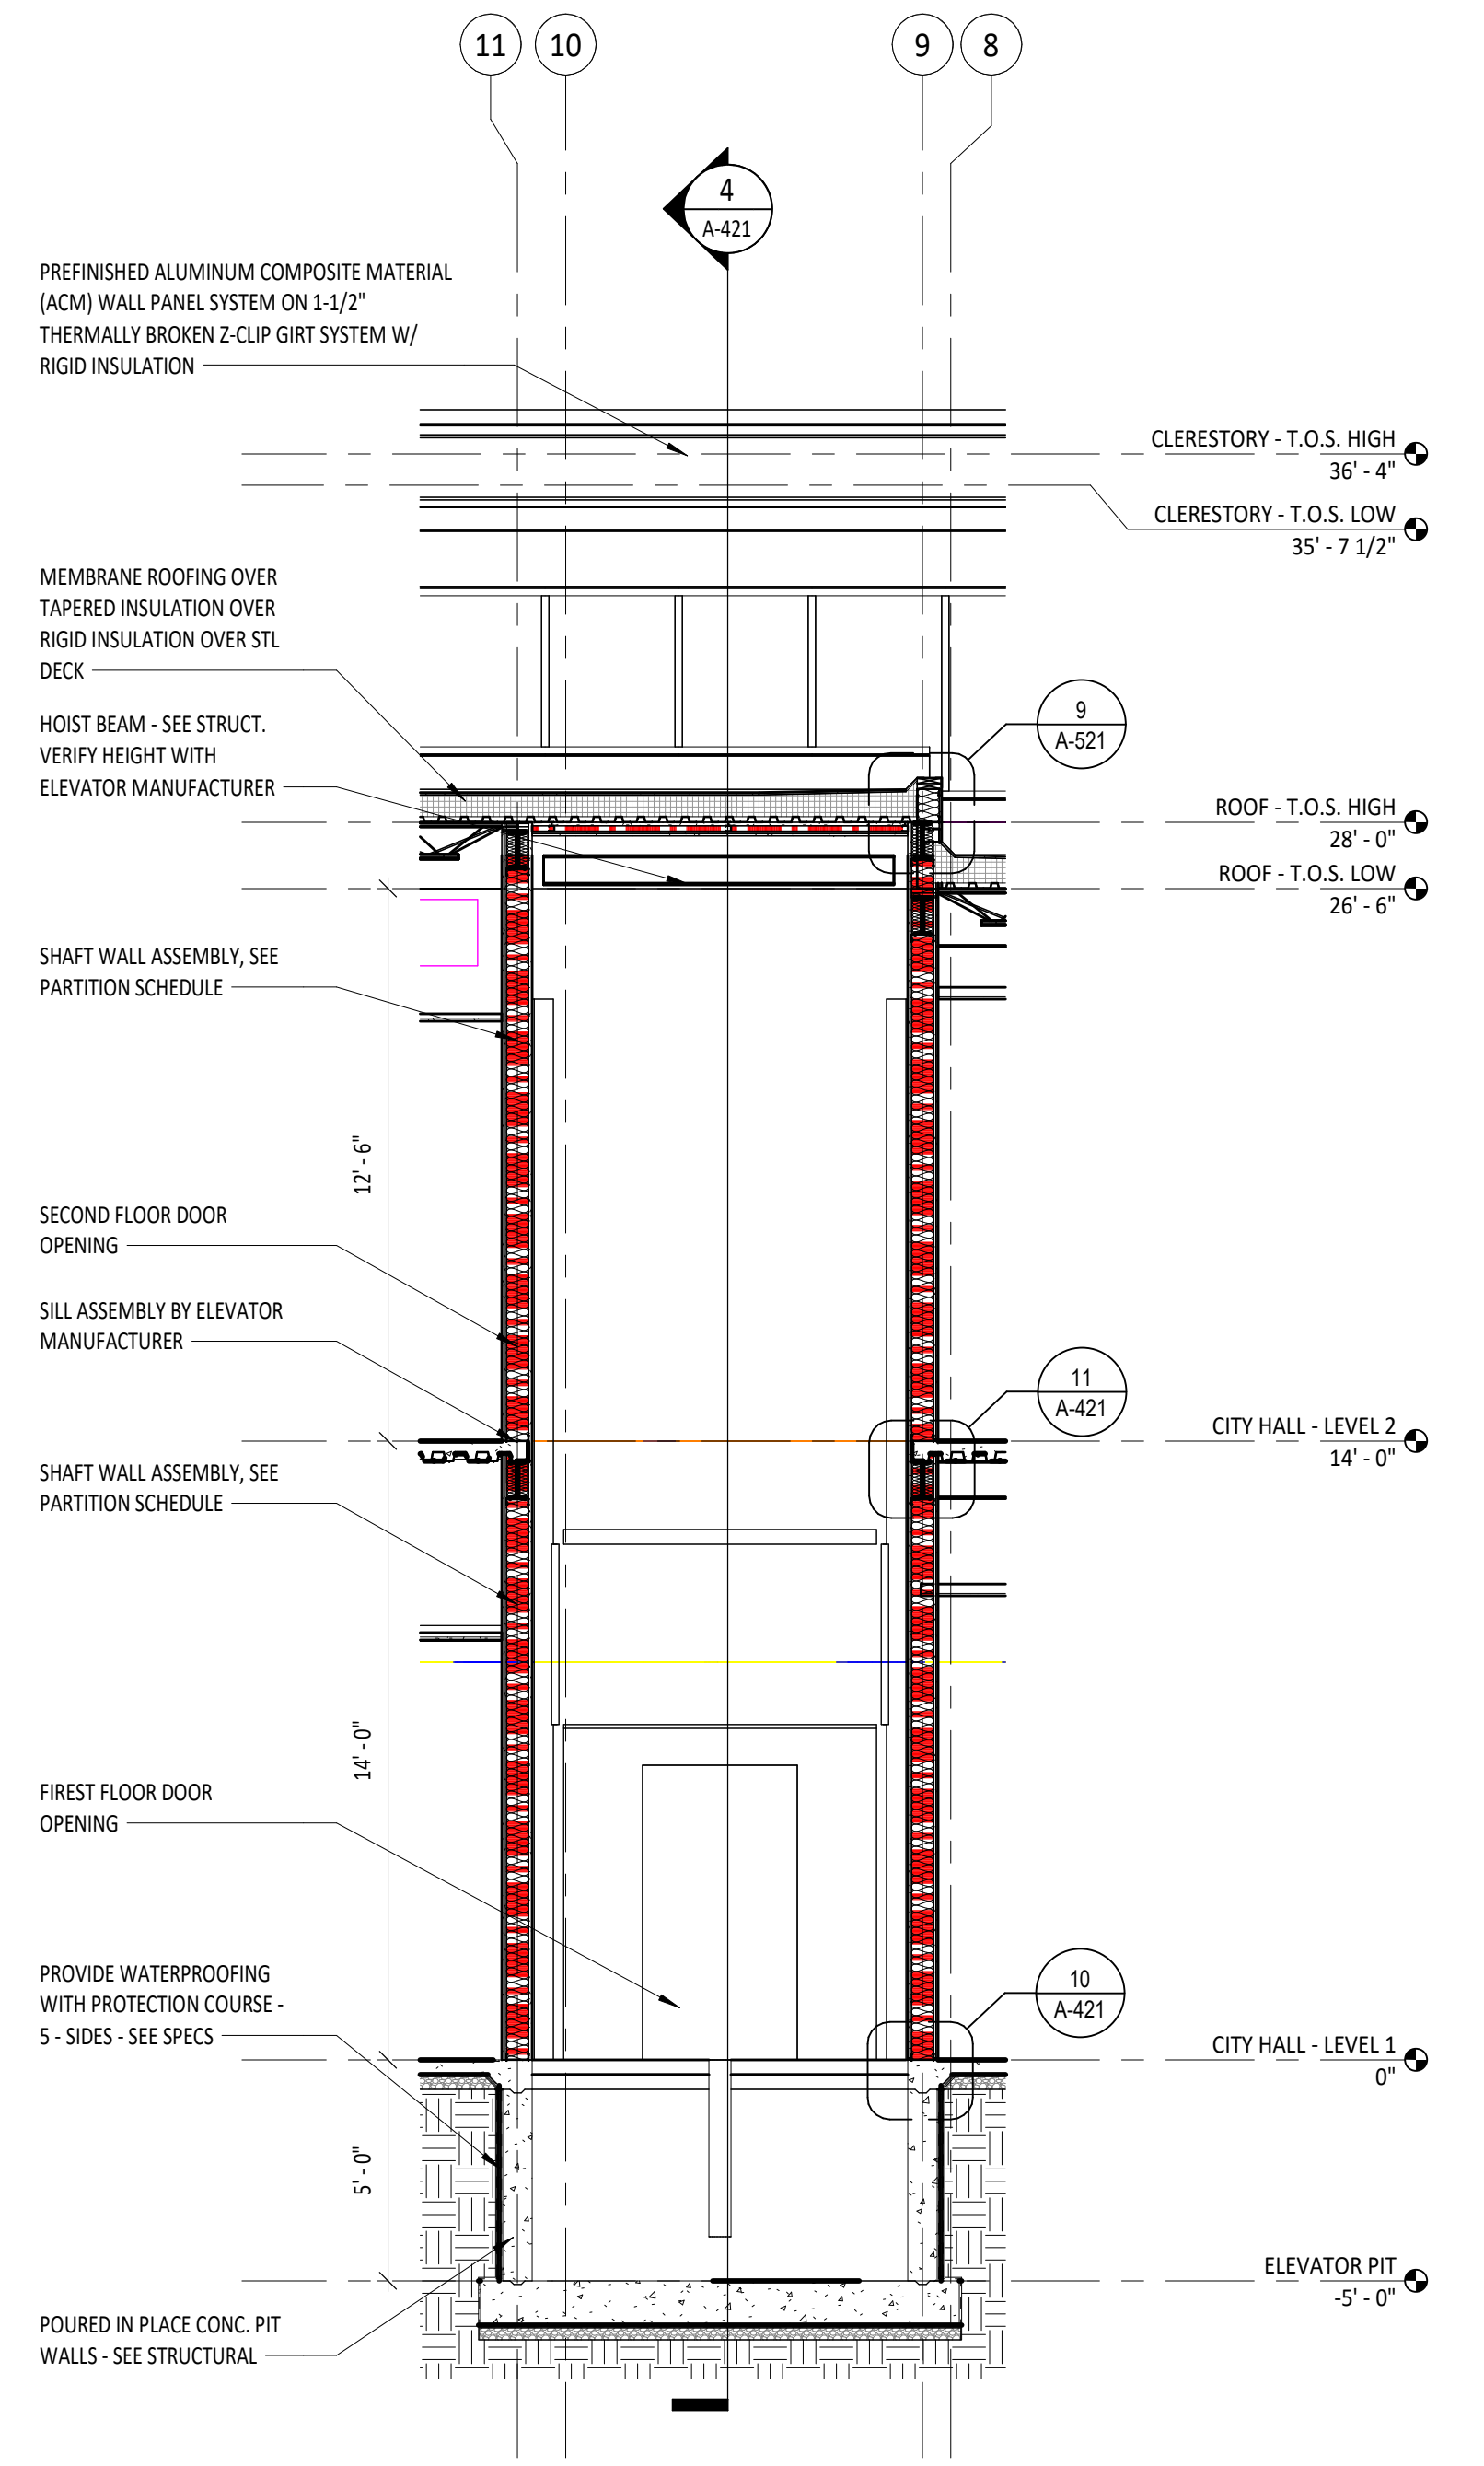 11
10
9
8
4
A-421
PREFINISHED ALUMINUM COMPOSITE MATERIAL
(ACM) WALL PANEL SYSTEM ON 1-1/2"
THERMALLY BROKEN Z-CLIP GIRT SYSTEM W/
RIGID INSULATION
CLERESTORY - T.O.S. HIGH
36' - 4"
CLERESTORY - T.O.S. LOW
35' - 7 1/2"
MEMBRANE ROOFING OVER
TAPERED INSULATION OVER
RIGID INSULATION OVER STL
DECK
HOIST BEAM - SEE STRUCT.
VERIFY HEIGHT WITH
ELEVATOR MANUFACTURER
9
A-521
ROOF - T.O.S. HIGH
28' - 0"
ROOF - T.O.S. LOW
26' - 6"
SHAFT WALL ASSEMBLY, SEE
PARTITION SCHEDULE
12' - 6"
SECOND FLOOR DOOR
OPENING
SILL ASSEMBLY BY ELEVATOR
MANUFACTURER
11
A-421
CITY HALL - LEVEL 2
14' - 0"
SHAFT WALL ASSEMBLY, SEE
PARTITION SCHEDULE
14' - 0"
FIREST FLOOR DOOR
OPENING
PROVIDE WATERPROOFING
WITH PROTECTION COURSE -
5 - SIDES - SEE SPECS
10
A-421
CITY HALL - LEVEL 1
0"
5' - 0"
ELEVATOR PIT
-5' - 0"
POURED IN PLACE CONC. PIT
WALLS - SEE STRUCTURAL